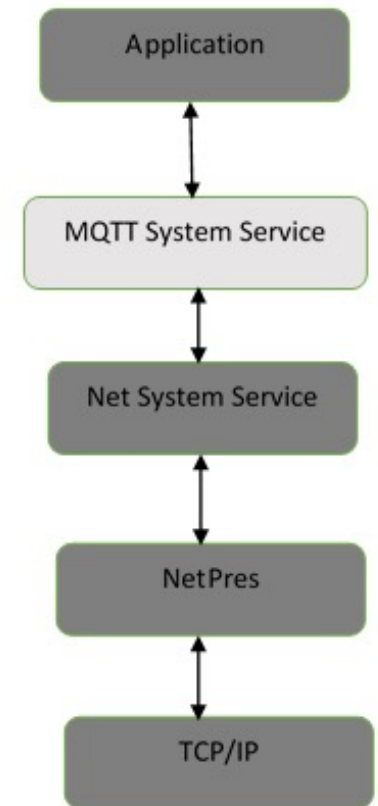 Application
MQTT System Service
Net System Service
NetPres
TCP/IP